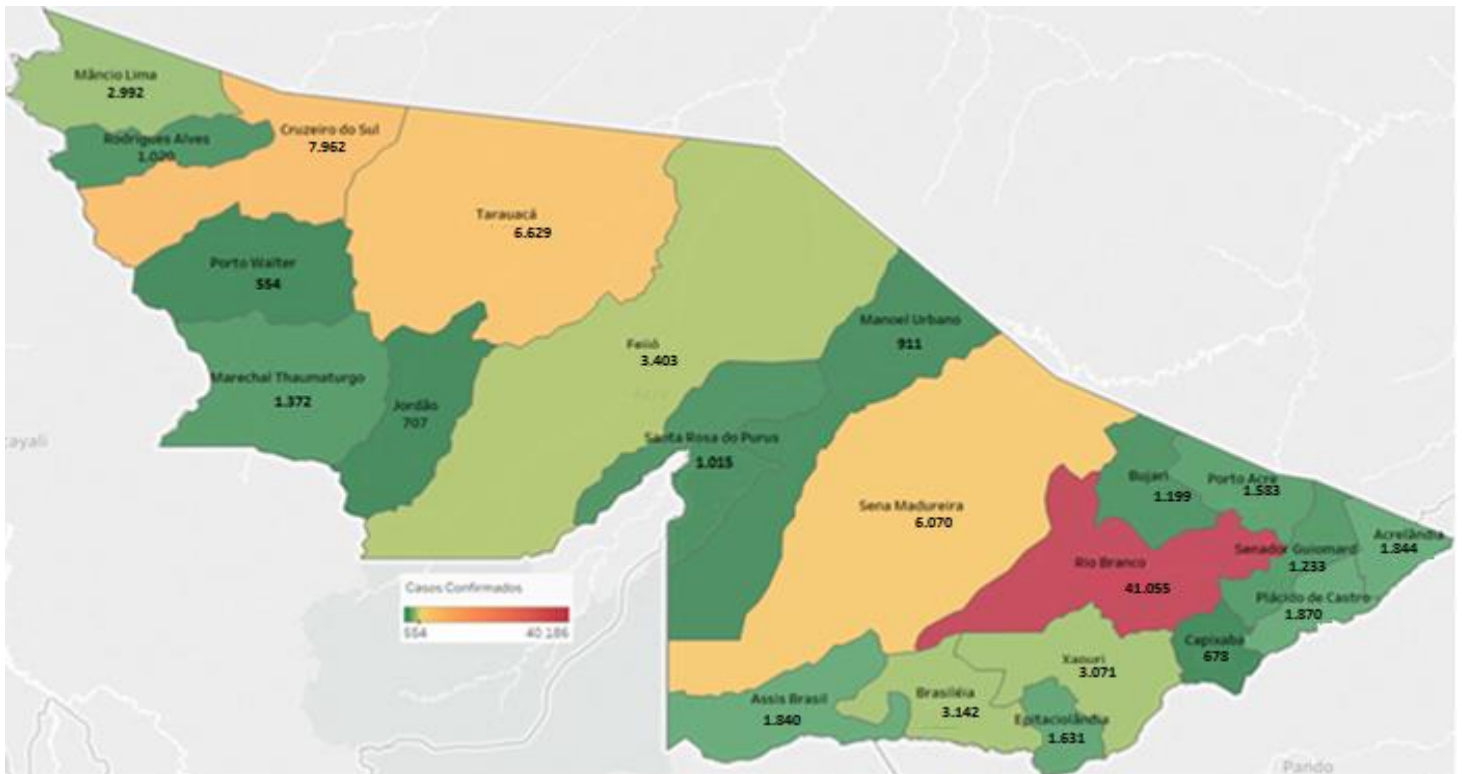 Mâncio Lima
2.992
Rodrigues Alves
1.020
Cruzeiro do Sul
7.962
Tarauacá
6.629
Porto Walter
554
Manoel Urbano
911
Feijó
3.403
Marechal Thaumaturgo
1.372
Jordão
707
Acre
cayali
Santa Rosa do Purus
1.015
Sena Madureira
6.070
Bujari
1.199
Porto Acre
1.583
Acrelândia
1.844
Senador Guiomard
1.233
Rio Branco
41.055
Plácido de Castro
1.870
Casos Confirmados
554 40.186
Capixaba
678
Xapuri
3.071
Assis Brasil
1.840
Brasiléia
3.142
Epitaciolândia
1.631
Pando